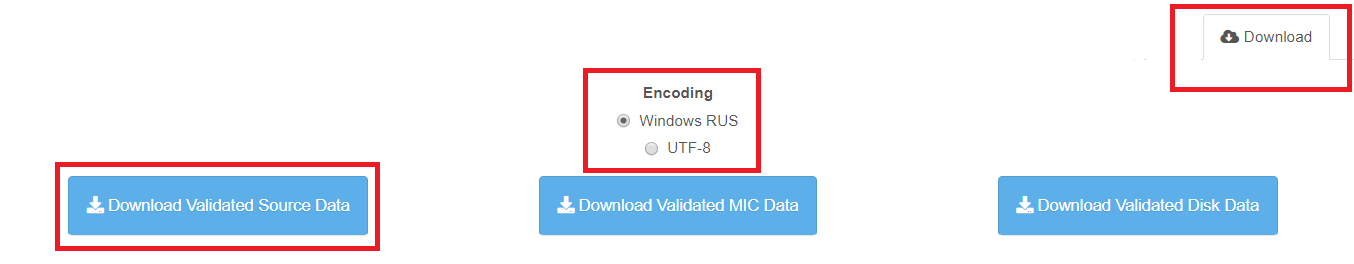 Download
Encoding
Windows RUS
UTF-8
Download Validated Source Data
Download Validated MIC Data
Download Validated Disk Data